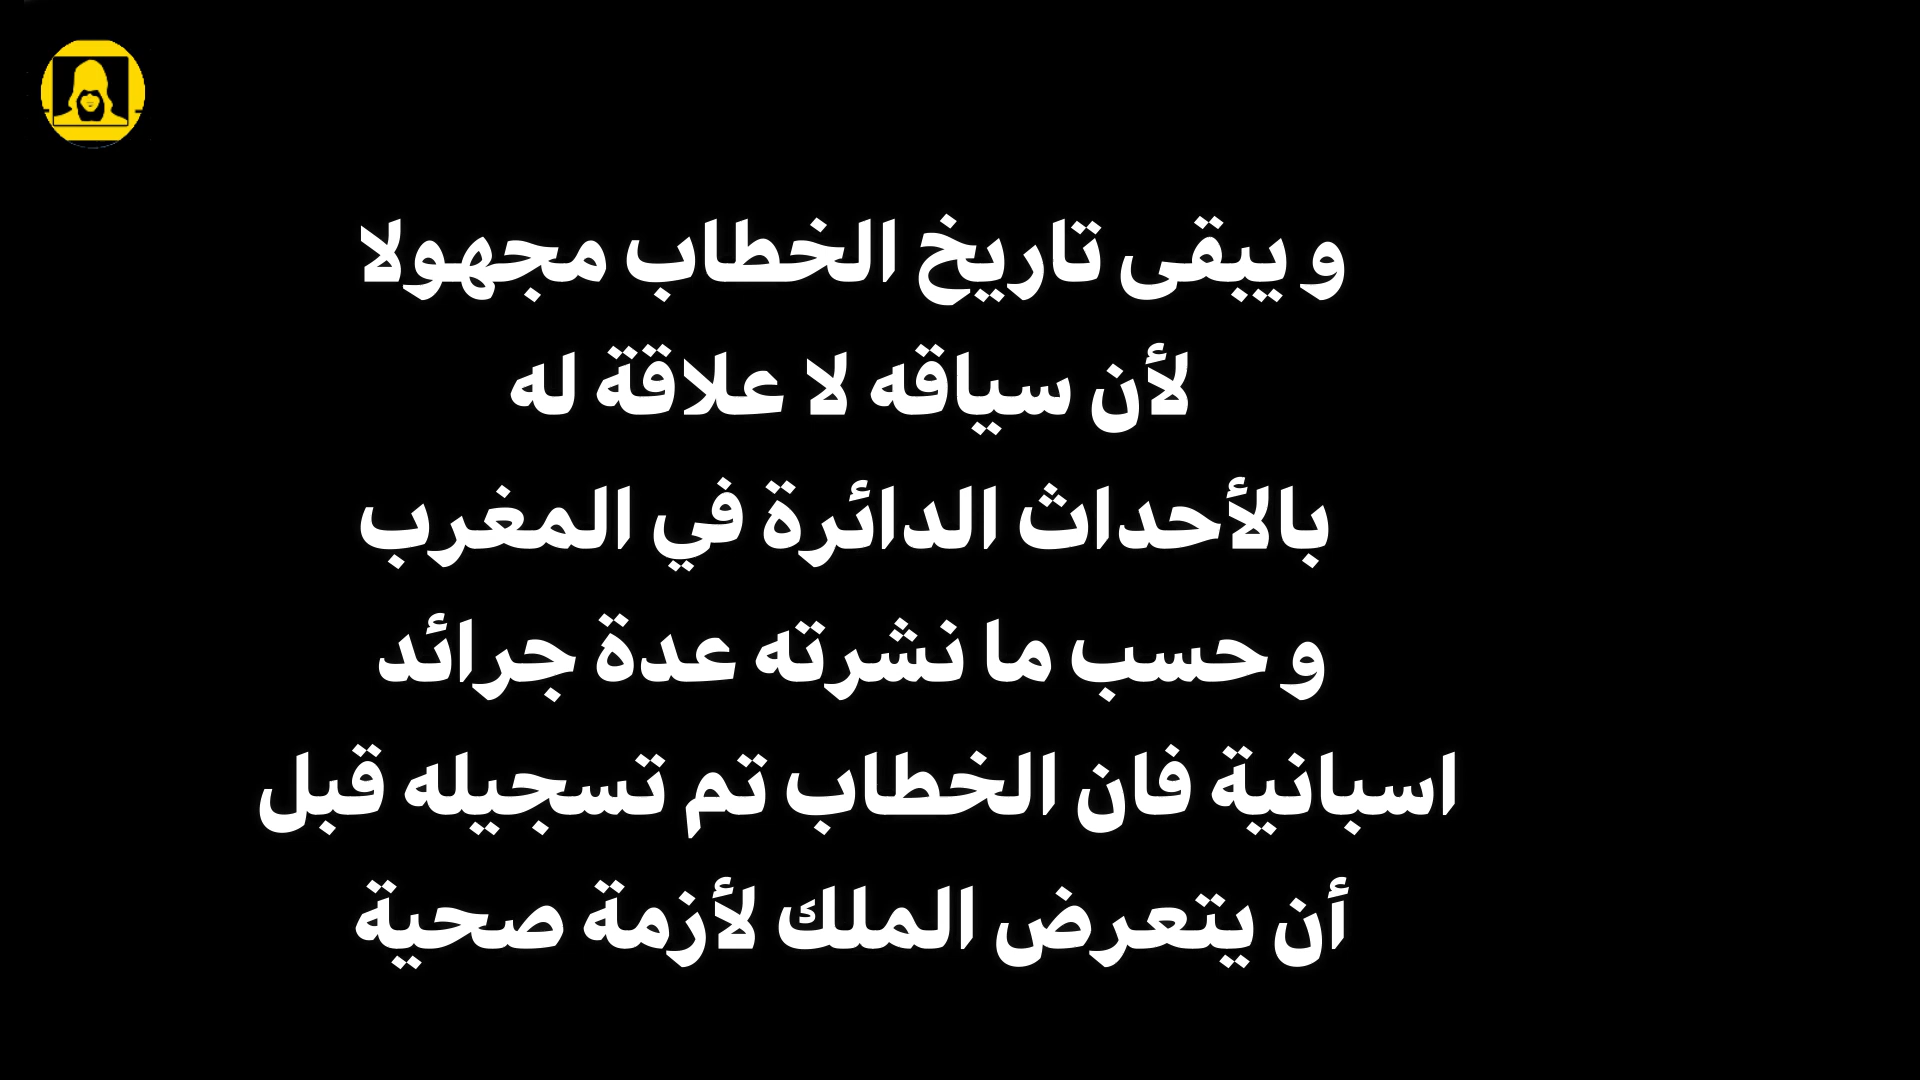 و يبقى تاريخ الخطاب مجهولا
لأن سياقه لا علاقة له
بالأحداث الدائرة في المغرب
و حسب ما نشرته عدة جرائد
اسبانية فان الخطاب تم تسجيله قبل
أن يتعرض الملك لأزمة صحية